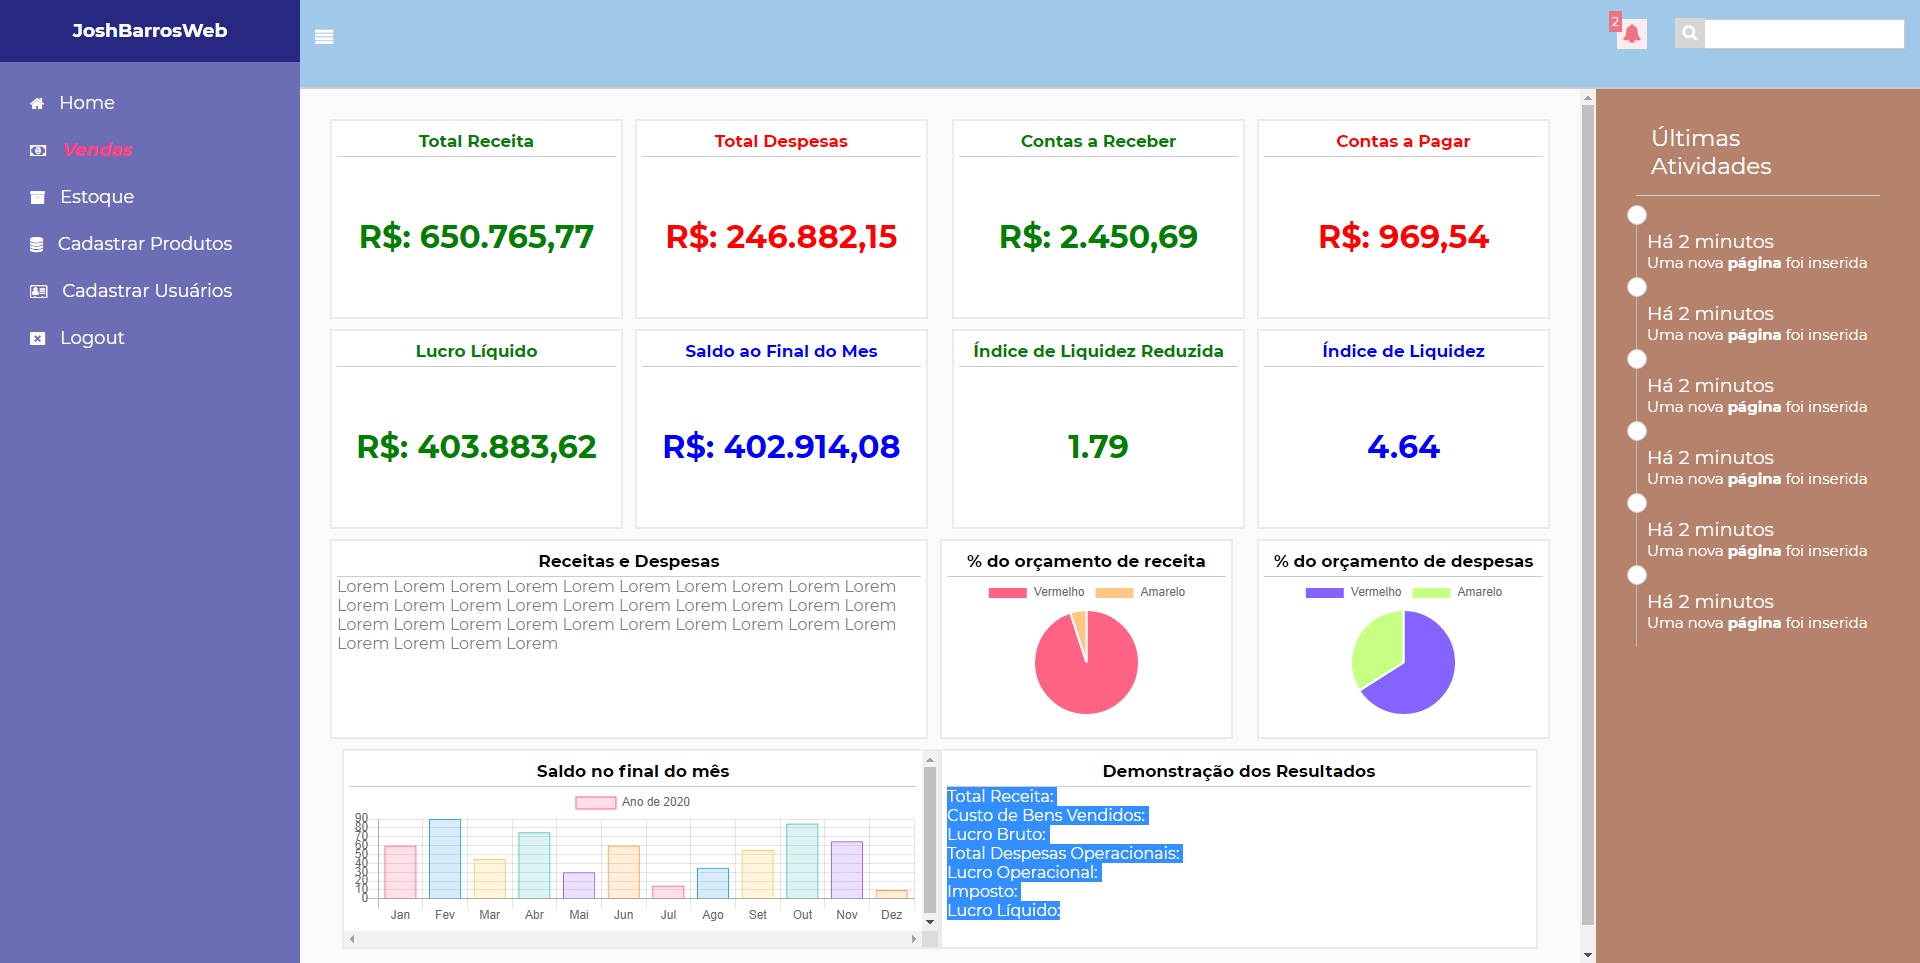 JoshBarrosWeb
Home
Vendas
Estoque
Cadastrar Produtos
Cadastrar Usuários
Logout
2
Total Receita
R$: 650.765,77
Total Despesas
R$: 246.882,15
Contas a Receber
R$: 2.450,69
Contas a Pagar
R$: 969,54
Lucro Líquido
R$: 403.883,62
Saldo ao Final do Mes
R$: 402.914,08
Índice de Liquidez Reduzida
1.79
Índice de Liquidez
4.64
Receitas e Despesas
Lorem Lorem Lorem Lorem Lorem Lorem Lorem Lorem Lorem Lorem
Lorem Lorem Lorem Lorem Lorem Lorem Lorem Lorem Lorem Lorem
Lorem Lorem Lorem Lorem Lorem Lorem Lorem Lorem Lorem Lorem
Lorem Lorem Lorem Lorem
% do orçamento de receita
Vermelho Amarelo
% do orçamento de despesas
Vermelho Amarelo
Saldo no final do mês
Ano de 2020
90
80
70
60
50
40
30
20
10
0
Jan Fev Mar Abr Mai Jun Jul Ago Set Out Nov Dez
Demonstração dos Resultados
Total Receita:
Custo de Bens Vendidos:
Lucro Bruto:
Total Despesas Operacionais:
Lucro Operacional:
Imposto:
Lucro Líquido:
Últimas
Atividades
Há 2 minutos
Uma nova página foi inserida
Há 2 minutos
Uma nova página foi inserida
Há 2 minutos
Uma nova página foi inserida
Há 2 minutos
Uma nova página foi inserida
Há 2 minutos
Uma nova página foi inserida
Há 2 minutos
Uma nova página foi inserida